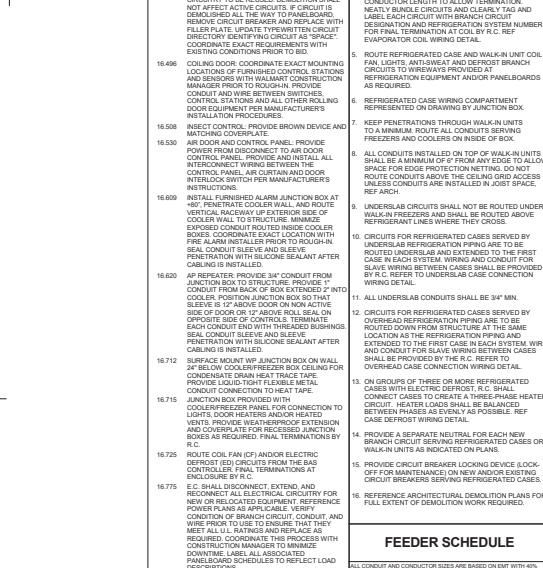 NOT AFFECT ACTIVE CIRCUITS. IF CIRCUIT IS
DEMOLISHED ALL THE WAY TO PANELBOARD,
REMOVE CIRCUIT BREAKER AND REPLACE WITH
FILLER PLATE. UPDATE TYPEWRITTEN CIRCUIT
DIRECTORY IDENTIFYING CIRCUIT AS "SPACE".
COORDINATE EXACT REQUIREMENTS WITH
EXISTING CONDITIONS PRIOR TO BID.
16.496 COILING DOOR: COORDINATE EXACT MOUNTING
LOCATIONS OF FURNISHED CONTROL STATIONS
AND SENSORS WITH WALMART CONSTRUCTION
MANAGER PRIOR TO ROUGH-IN. PROVIDE
CONDUIT AND WIRE BETWEEN SWITCHES,
CONTROL STATIONS AND ALL OTHER ROLLING
DOOR EQUIPMENT PER MANUFACTURER'S
INSTALLATION PROCEDURES.
16.508 INSECT CONTROL: PROVIDE BROWN DEVICE AND
MATCHING COVERPLATE.
16.530 AIR DOOR AND CONTROL PANEL: PROVIDE
POWER FROM DISCONNECT TO AIR DOOR
CONTROL PANEL. PROVIDE AND INSTALL ALL
INTERCONNECT WIRING BETWEEN THE
CONTROL PANEL, AIR CURTAIN AND DOOR
INTERLOCK SWITCH PER MANUFACTURER'S
INSTRUCTIONS.
16.609 INSTALL FURNISHED ALARM JUNCTION BOX AT
+80", PENETRATE COOLER WALL, AND ROUTE
VERTICAL RACEWAY UP EXTERIOR SIDE OF
COOLER WALL TO STRUCTURE. MINIMIZE
EXPOSED CONDUIT ROUTED INSIDE COOLER
BOXES. COORDINATE EXACT LOCATION WITH
FIRE ALARM INSTALLER PRIOR TO ROUGH-IN.
SEAL CONDUIT SLEEVE AND SLEEVE
PENETRATION WITH SILICONE SEALANT AFTER
CABLING IS INSTALLED.
16.620 AP REPEATER: PROVIDE 3/4" CONDUIT FROM
JUNCTION BOX TO STRUCTURE. PROVIDE 1"
CONDUIT FROM BACK OF BOX EXTENDED 2" INTO
COOLER. POSITION JUNCTION BOX SO THAT
SLEEVE IS 12" ABOVE DOOR ON NON ACTIVE
SIDE OF DOOR OR 12" ABOVE ROLL SEAL ON
OPPOSITE SIDE OF CONTROLS. TERMINATE
EACH CONDUIT END WITH THREADED BUSHINGS.
SEAL CONDUIT SLEEVE AND SLEEVE
PENETRATION WITH SILICONE SEALANT AFTER
CABLING IS INSTALLED.
16.712 SURFACE MOUNT WP JUNCTION BOX ON WALL
24" BELOW COOLER/FREEZER BOX CEILING FOR
CONDENSATE DRAIN HEAT TRACE TAPE.
PROVIDE LIQUID-TIGHT FLEXIBLE METAL
CONDUIT CONNECTION TO HEAT TAPE.
16.715 JUNCTION BOX PROVIDED WITH
COOLER/FREEZER PANEL FOR CONNECTION TO
LIGHTS, DOOR HEATERS AND/OR HEATED
VENTS. PROVIDE WEATHERPROOF EXTENSION
AND COVERPLATE FOR RECESSED JUNCTION
BOXES AS REQUIRED. FINAL TERMINATIONS BY
R.C.
16.725 ROUTE COIL FAN (CF) AND/OR ELECTRIC
DEFROST (ED) CIRCUITS FROM THE BAS
CONTROLLER. FINAL TERMINATIONS AT
ENCLOSURE BY R.C.
16.775 E.C. SHALL DISCONNECT, EXTEND, AND
RECONNECT ALL ELECTRICAL CIRCUITRY FOR
NEW OR RELOCATED EQUIPMENT. REFERENCE
POWER PLANS AS APPLICABLE. VERIFY
CONDITION OF BRANCH CIRCUIT, CONDUIT, AND
WIRE PRIOR TO USE TO ENSURE THAT THEY
MEET ALL U.L. RATINGS AND REPLACE AS
REQUIRED. COORDINATE THIS PROCESS WITH
CONSTRUCTION MANAGER TO MINIMIZE
DOWNTIME. LABEL ALL ASSOCIATED
PANELBOARD SCHEDULES TO REFLECT LOAD
CONDUCTOR LENGTH TO ALLOW TERMINATION.
NEATLY BUNDLE CIRCUITS AND CLEARLY TAG AND
LABEL EACH CIRCUIT WITH BRANCH CIRCUIT
DESIGNATION AND REFRIGERATION SYSTEM NUMBER
FOR FINAL TERMINATION AT COIL BY R.C. REF
EVAPORATOR COIL WIRING DETAIL.
5. ROUTE REFRIGERATED CASE AND WALK-IN UNIT COIL
FAN, LIGHTS, ANTI-SWEAT AND DEFROST BRANCH
CIRCUITS TO WIREWAYS PROVIDED AT
REFRIGERATION EQUIPMENT AND/OR PANELBOARDS
AS REQUIRED.
6. REFRIGERATED CASE WIRING COMPARTMENT
REPRESENTED ON DRAWING BY JUNCTION BOX.
7. KEEP PENETRATIONS THROUGH WALK-IN UNITS
TO A MINIMUM. ROUTE ALL CONDUITS SERVING
FREEZERS AND COOLERS ON INSIDE OF BOX.
8. ALL CONDUITS INSTALLED ON TOP OF WALK-IN UNITS
SHALL BE A MINIMUM OF 6" FROM ANY EDGE TO ALLOW
SPACE FOR EDGE PROTECTION NETTING. DO NOT
ROUTE CONDUITS ABOVE THE CEILING GRID ACCESS
UNLESS CONDUITS ARE INSTALLED IN JOIST SPACE,
REF ARCH.
9. UNDERSLAB CIRCUITS SHALL NOT BE ROUTED UNDER
WALK-IN FREEZERS AND SHALL BE ROUTED ABOVE
REFRIGERANT LINES WHERE THEY CROSS.
10. CIRCUITS FOR REFRIGERATED CASES SERVED BY
UNDERSLAB REFRIGERATION PIPING ARE TO BE
ROUTED UNDERSLAB AND EXTENDED TO THE FIRST
CASE IN EACH SYSTEM. WIRING AND CONDUIT FOR
SLAVE WIRING BETWEEN CASES SHALL BE PROVIDED
BY R.C. REFER TO UNDERSLAB CASE CONNECTION
WIRING DETAIL.
11. ALL UNDERSLAB CONDUITS SHALL BE 3/4" MIN.
12. CIRCUITS FOR REFRIGERATED CASES SERVED BY
OVERHEAD REFRIGERATION PIPING ARE TO BE
ROUTED DOWN FROM STRUCTURE AT THE SAME
LOCATION AS THE REFRIGERATION PIPING AND
EXTENDED TO THE FIRST CASE IN EACH SYSTEM. WIR
AND CONDUIT FOR SLAVE WIRING BETWEEN CASES
SHALL BE PROVIDED BY THE R.C. REFER TO
OVERHEAD CASE CONNECTION WIRING DETAIL.
13. ON GROUPS OF THREE OR MORE REFRIGERATED
CASES WITH ELECTRIC DEFROST, R.C. SHALL
CONNECT CASES TO CREATE A THREE-PHASE HEATER
CIRCUIT. HEATER LOADS SHALL BE BALANCED
BETWEEN PHASES AS EVENLY AS POSSIBLE. REF
CASE DEFROST WIRING DETAIL.
14. PROVIDE A SEPARATE NEUTRAL FOR EACH NEW
BRANCH CIRCUIT SERVING REFRIGERATED CASES OR
WALK-IN UNITS AS INDICATED ON PLANS.
15. PROVIDE CIRCUIT BREAKER LOCKING DEVICE (LOCK-
OFF FOR MAINTENANCE) ON NEW AND/OR EXISTING
CIRCUIT BREAKERS SERVING REFRIGERATED CASES.
16. REFERENCE ARCHITECTURAL DEMOLITION PLANS FOR
FULL EXTENT OF DEMOLITION WORK REQUIRED.
FEEDER SCHEDULE
ALL CONDUIT AND CONDUCTOR SIZES ARE BASED ON EMT WITH 40%